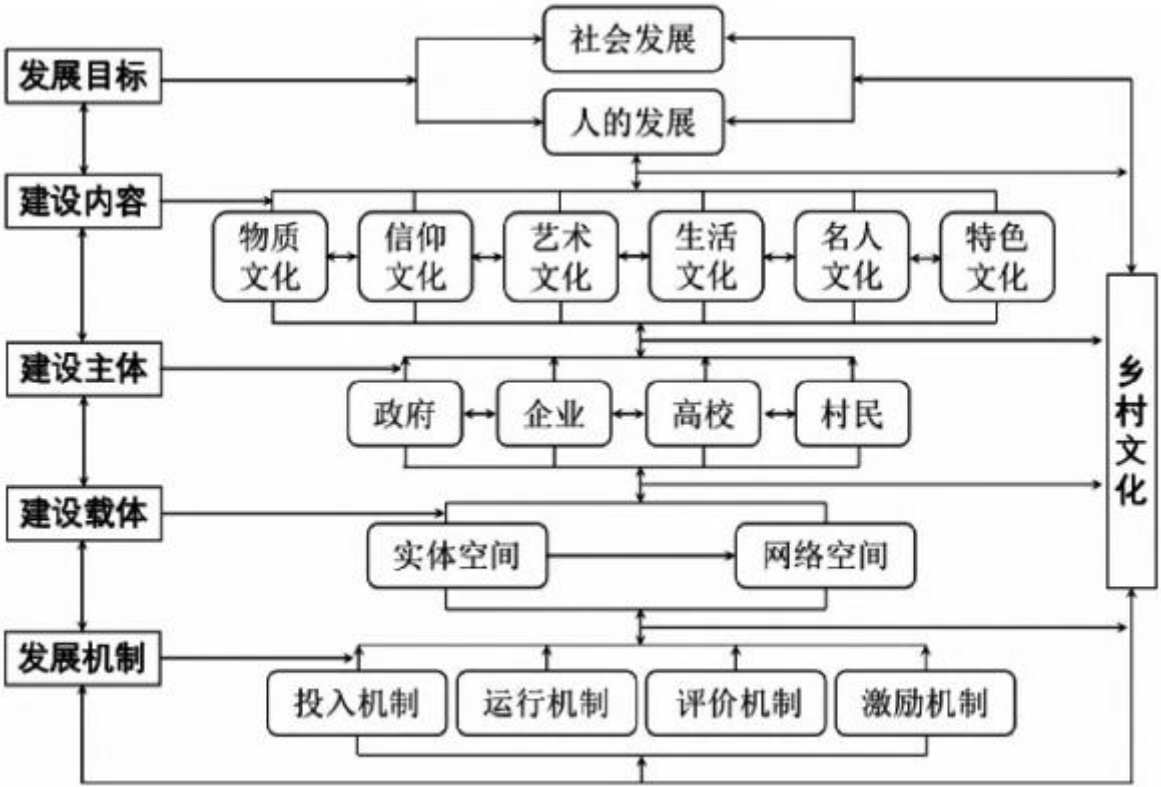 发展目标
社会发展
人的发展
建设内容
物质
文化
信仰
文化
艺术
文化
生活
文化
名人
文化
特色
文化
建设主体
政府
企业
高校
村民
乡村文化
建设载体
实体空间
网络空间
发展机制
投入机制
运行机制
评价机制
激励机制